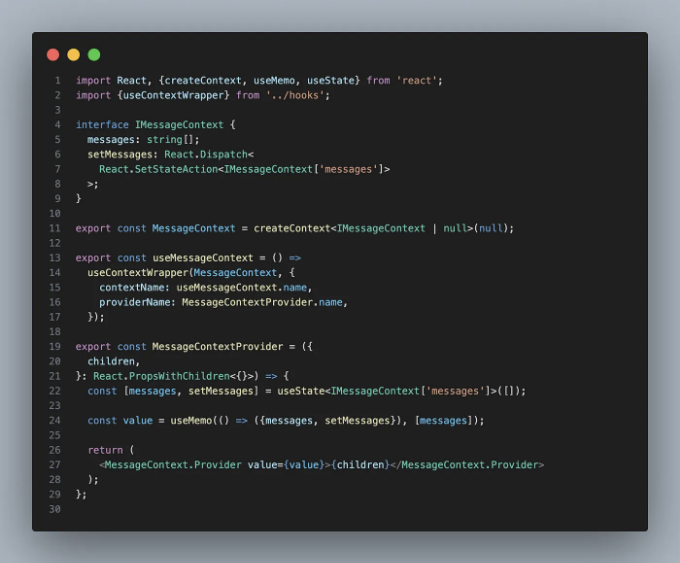 1 import React, {createContext, useMemo, useState} from 'react';
2 import {useContextWrapper} from '../hooks';
3
4 interface IMessageContext {
5   messages: string[];
6   setMessages: React.Dispatch<
7     React.SetStateAction<IMessageContext['messages']>
8   >;
9 }
10
11 export const MessageContext = createContext<IMessageContext | null>(null);
12
13 export const useMessageContext = () =>
14   useContextWrapper(MessageContext, {
15     contextName: useMessageContext.name,
16     providerName: MessageContextProvider.name,
17   });
18
19 export const MessageContextProvider = ({
20   children,
21 }: React.PropsWithChildren<{}>) => {
22   const [messages, setMessages] = useState<IMessageContext['messages']>([]);
23
24   const value = useMemo(() => ({messages, setMessages}), [messages]);
25
26   return (
27     <MessageContext.Provider value={value}>{children}</MessageContext.Provider>
28   );
29 };
30